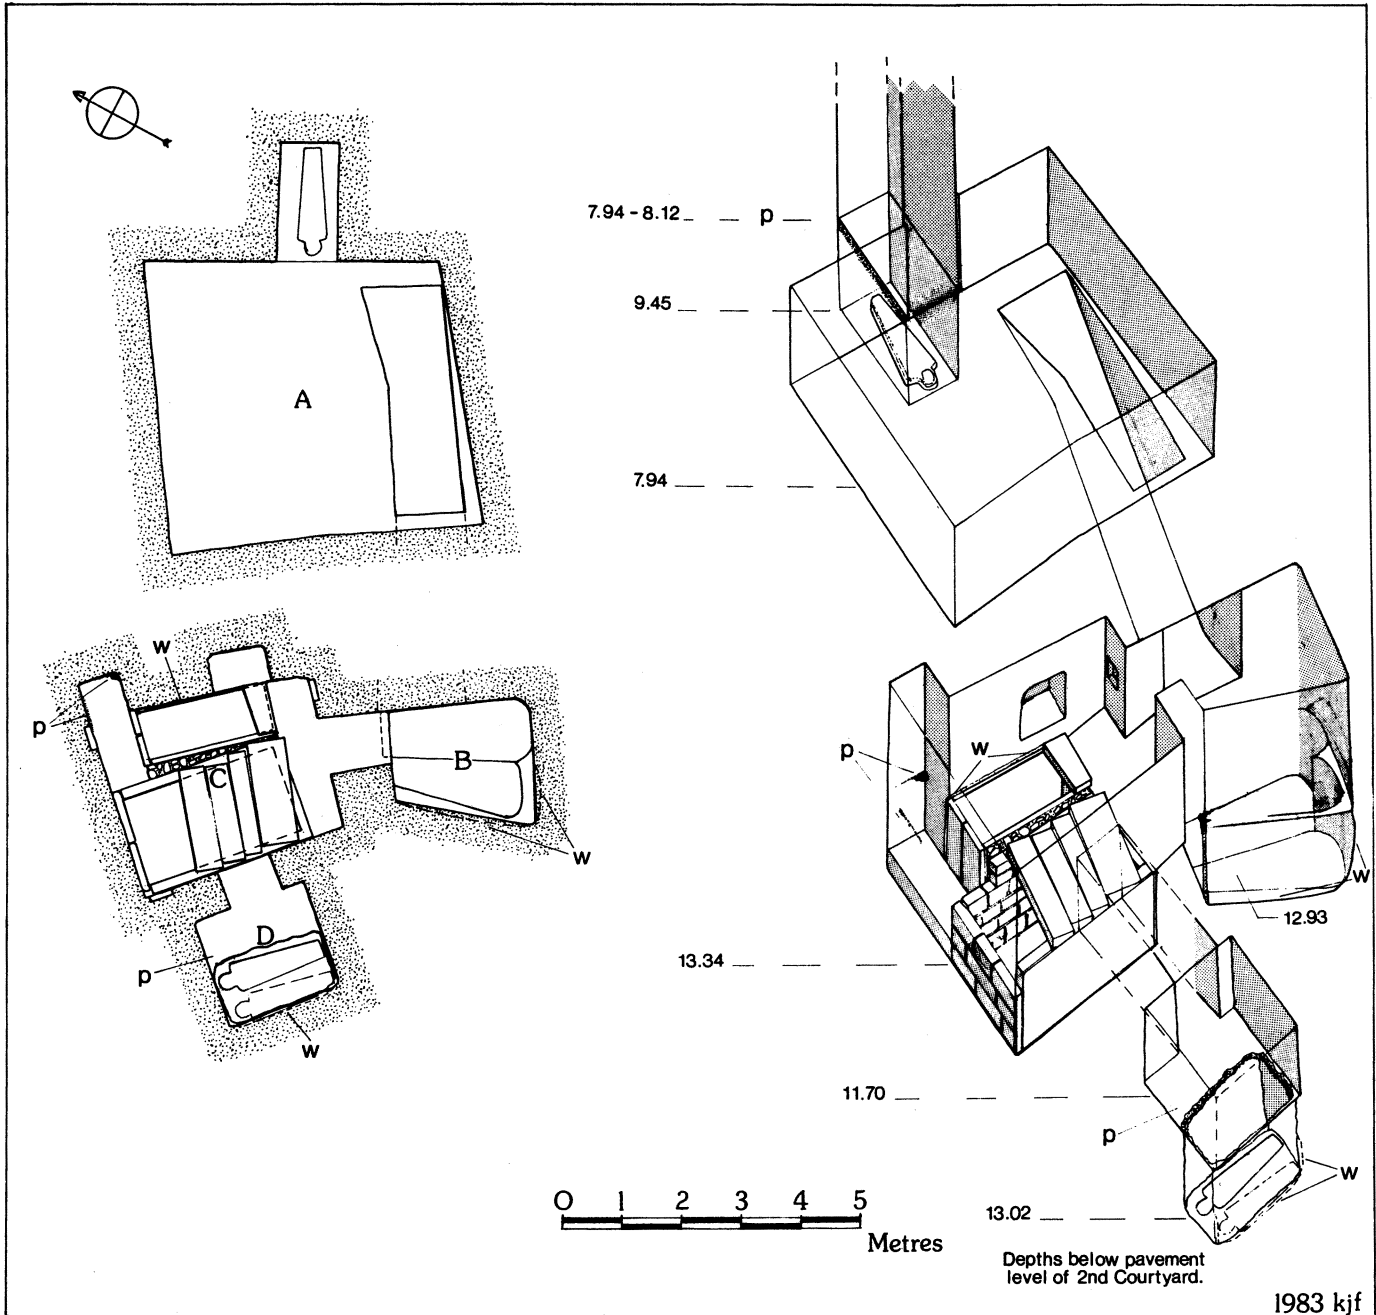 A
7.94 - 8.12
p
9.45
7.94
w
p
C
B
w
D
p
w
p
w
w
12.93
13.34
11.70
p
w
13.02
0 1 2 3 4 5
Metres
Depths below pavement
level of 2nd Courtyard.
1983 kjf